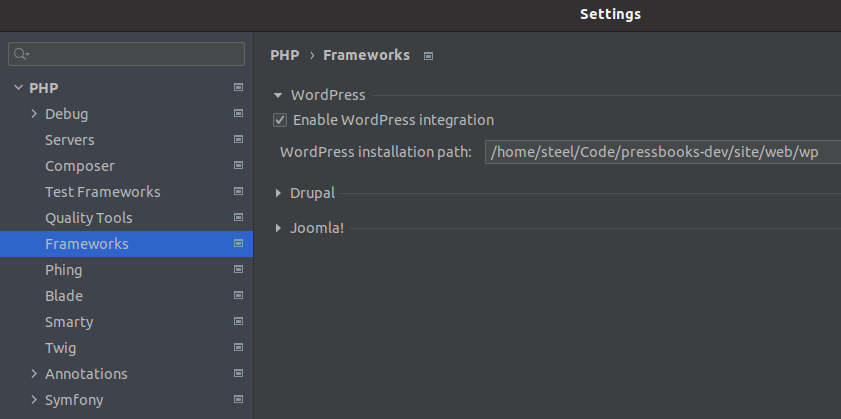 Settings
PHP
Debug
Servers
Composer
Test Frameworks
Quality Tools
Frameworks
Phing
Blade
Smarty
Twig
Annotations
Symfony
PHP › Frameworks
WordPress
Enable WordPress integration
WordPress installation path: /home/steel/Code/pressbooks-dev/site/web/wp
Drupal
Joomla!